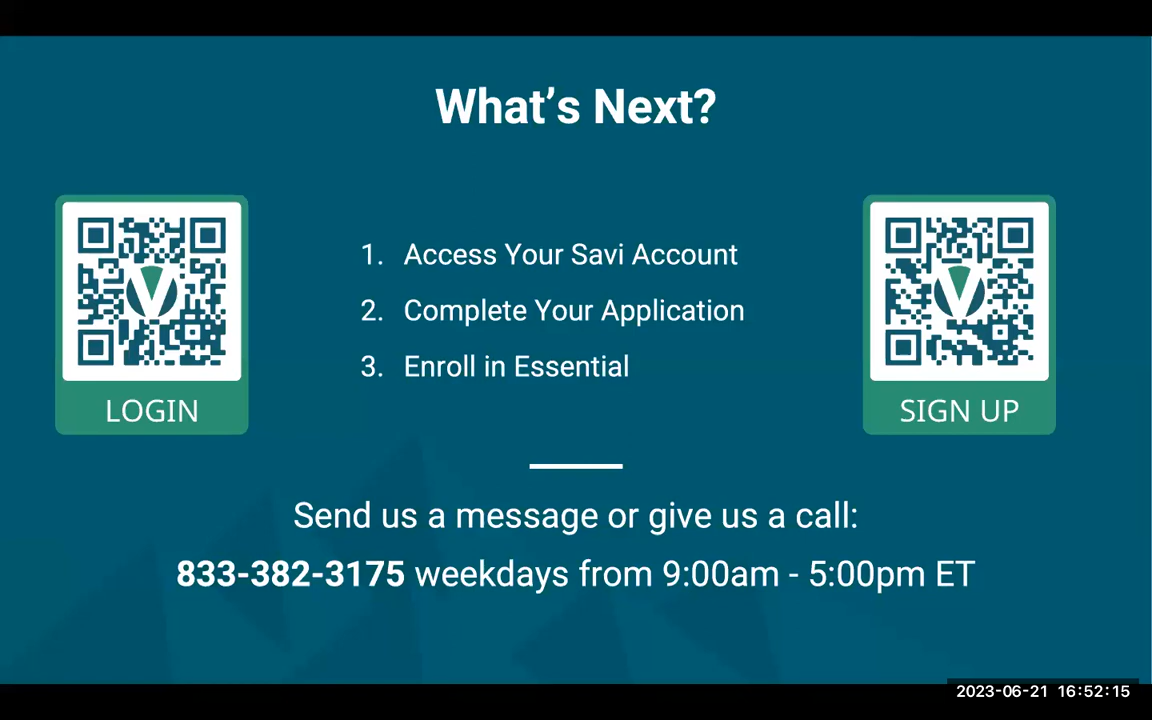 What's Next?
1. Access Your Savi Account
2. Complete Your Application
3. Enroll in Essential
LOGIN
SIGN UP
Send us a message or give us a call:
833-382-3175 weekdays from 9:00am - 5:00pm ET
2023-06-21 16:52:15